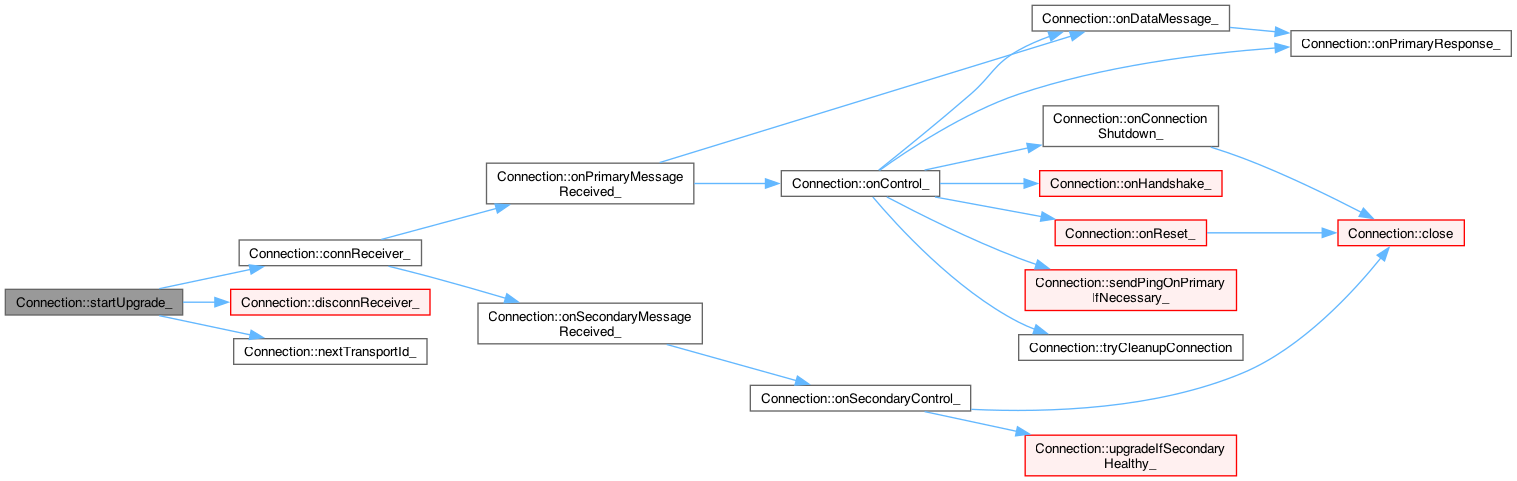 Connection::startUpgrade_
Connection::connReceiver_
Connection::disconnReceiver_
Connection::nextTransportId_
Connection::onPrimaryMessage
Received_
Connection::onSecondaryMessage
Received_
Connection::onControl_
Connection::onSecondaryControl_
Connection::onDataMessage_
Connection::onPrimaryResponse_
Connection::onConnection
Shutdown_
Connection::onHandshake_
Connection::onReset_
Connection::close
Connection::sendPingOnPrimary
IfNecessary_
Connection::tryCleanupConnection
Connection::upgradeIfSecondary
Healthy_